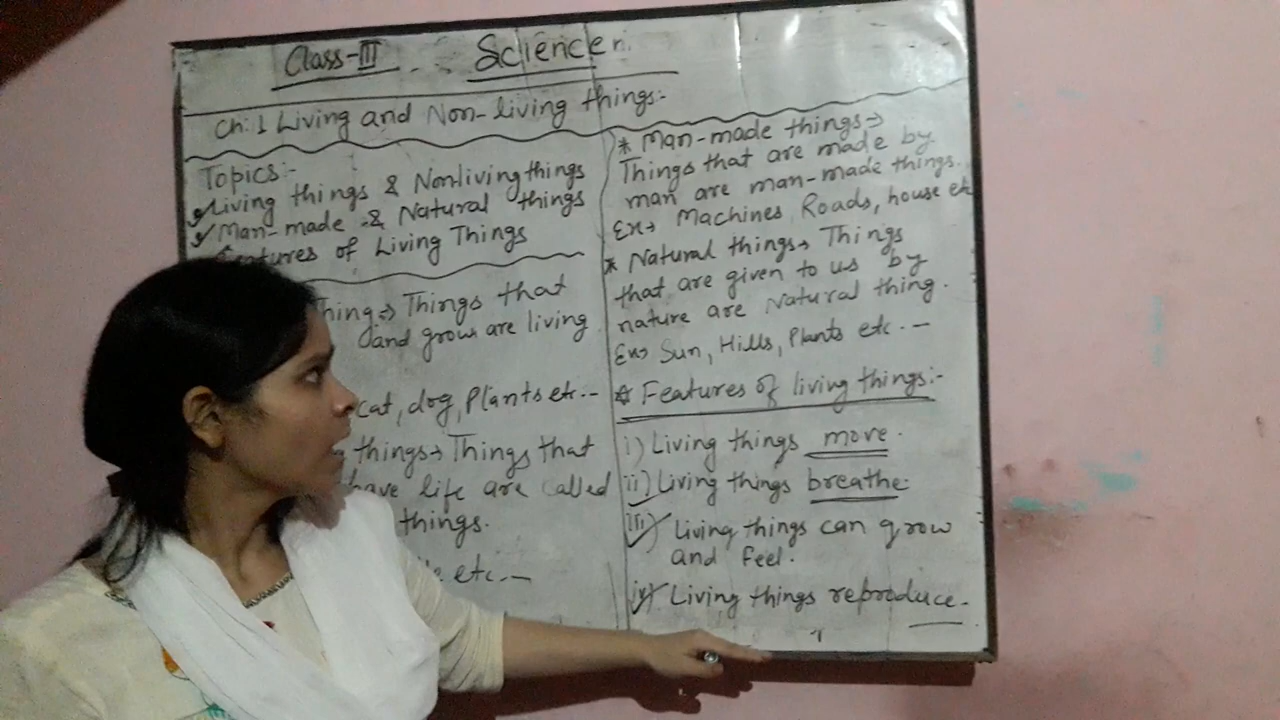 Class-III Science
Ch:1 Living and Non-living things:-
Topics:-
Living things & Nonliving things
Man-made & Natural things
Features of Living Things
Thing→ Things that
and grow are living
cat, dog, Plants etc.--
things→ Things that
have life are called
things.
etc.--
* Man-made things→
Things that are made by
man are man-made things.
Ex→ Machines, Roads, house etc
* Natural things→ Things
that are given to us by
nature are Natural thing.
Ex→ Sun, Hills, Plants etc.--
* Features of living things:-
i) Living things move.
ii) Living things breathe.
iii) Living things can grow
and feel.
iv) Living things reproduce.